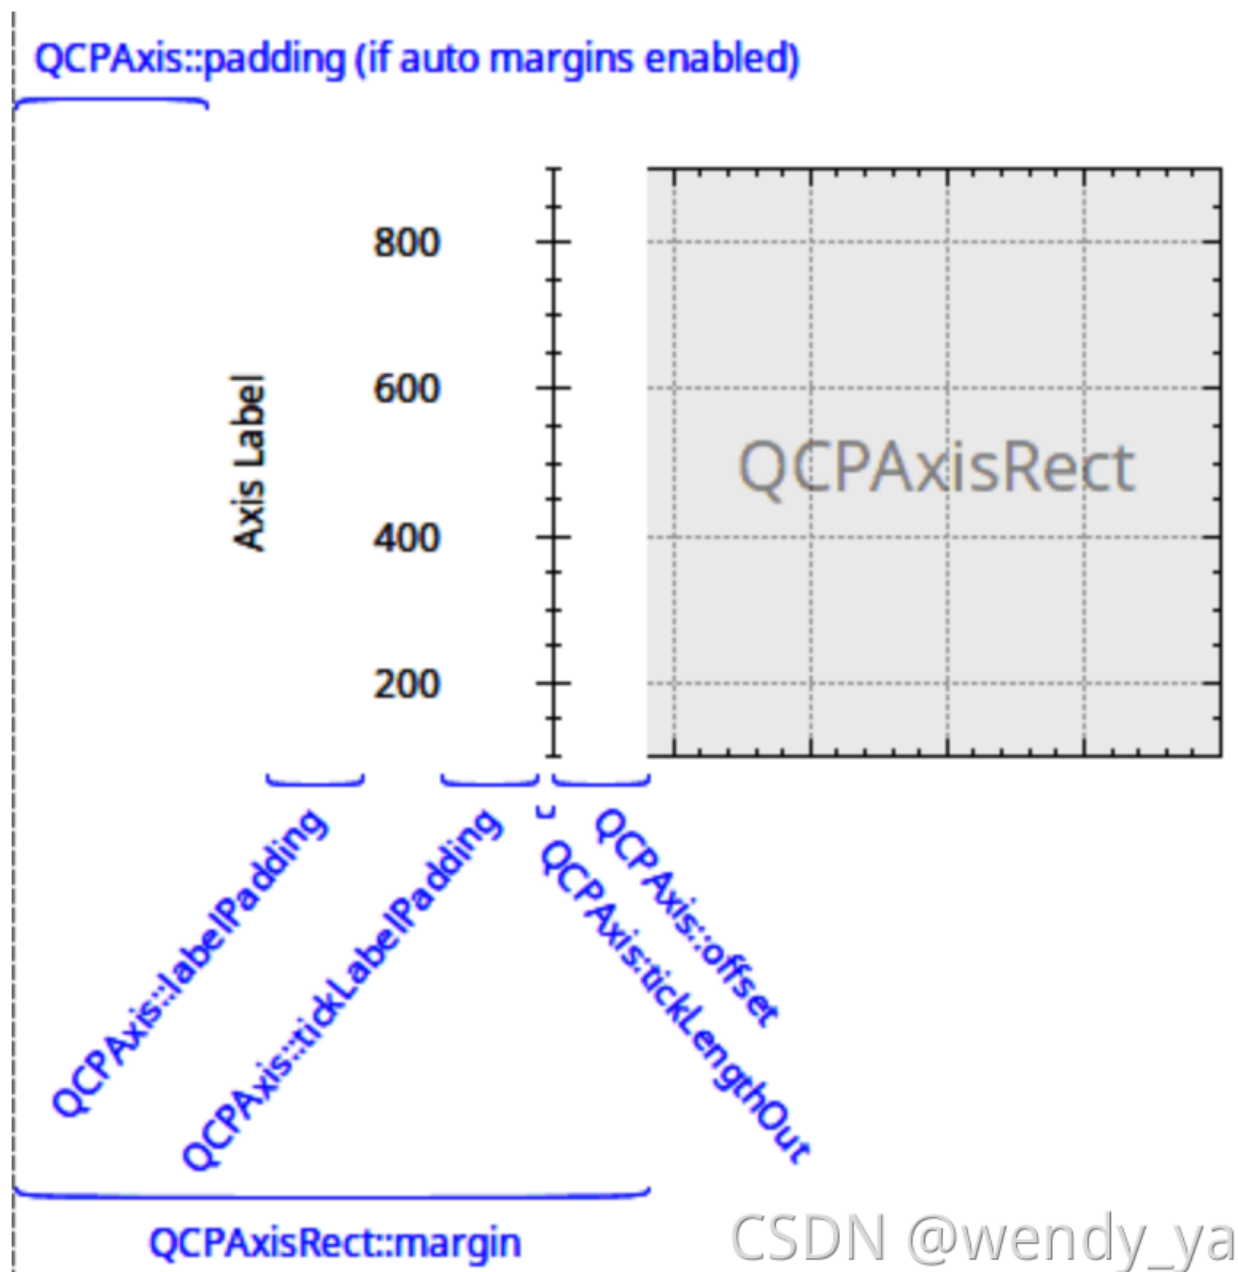 QCPAxis::padding (if auto margins enabled)
800
600
400
200
Axis Label
QCPAxisRect
QCPAxis::labelPadding
QCPAxis::tickLabelPadding
QCPAxis::tickLengthOut
QCPAxis::offset
QCPAxisRect::margin
CSDN @wendy_ya